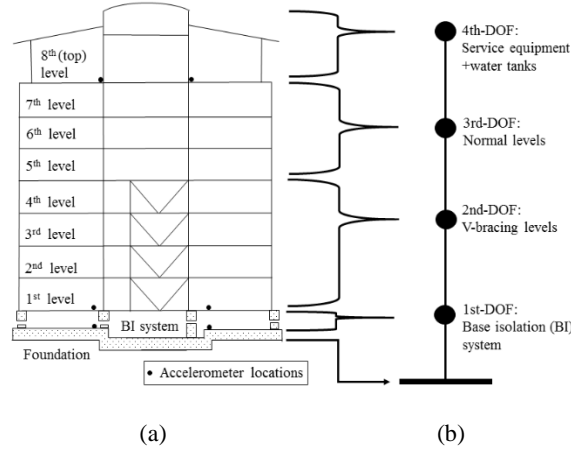 8th (top)
level
7th level
6th level
5th level
4th level
3rd level
2nd level
1st level
BI system
Foundation
• Accelerometer locations
4th-DOF:
Service equipment
+water tanks
3rd-DOF:
Normal levels
2nd-DOF:
V-bracing levels
1st-DOF:
Base isolation (BI)
system
(a)
(b)